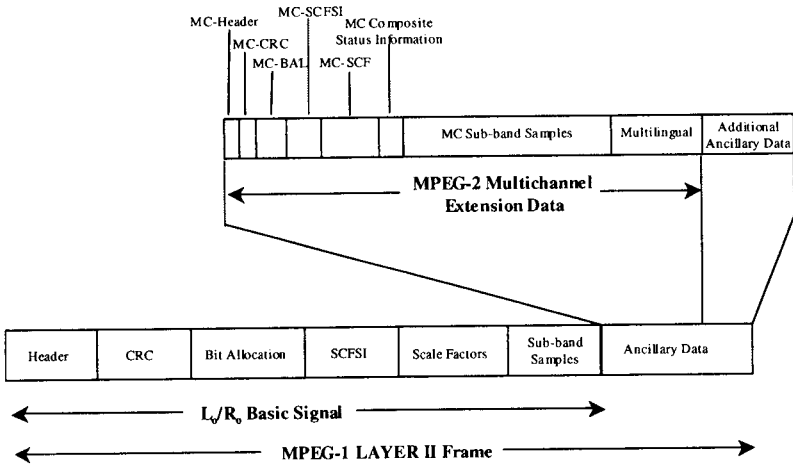 MC-SCFSI
MC-Header
MC Composite
Status Information
MC-CRC
MC-BAL
MC-SCF
MC Sub-band Samples
Multilingual
Additional
Ancillary Data
MPEG-2 Multichannel
Extension Data
Header
CRC
Bit Allocation
SCFSI
Scale Factors
Sub-band
Samples
Ancillary Data
L₀/R₀ Basic Signal
MPEG-1 LAYER II Frame